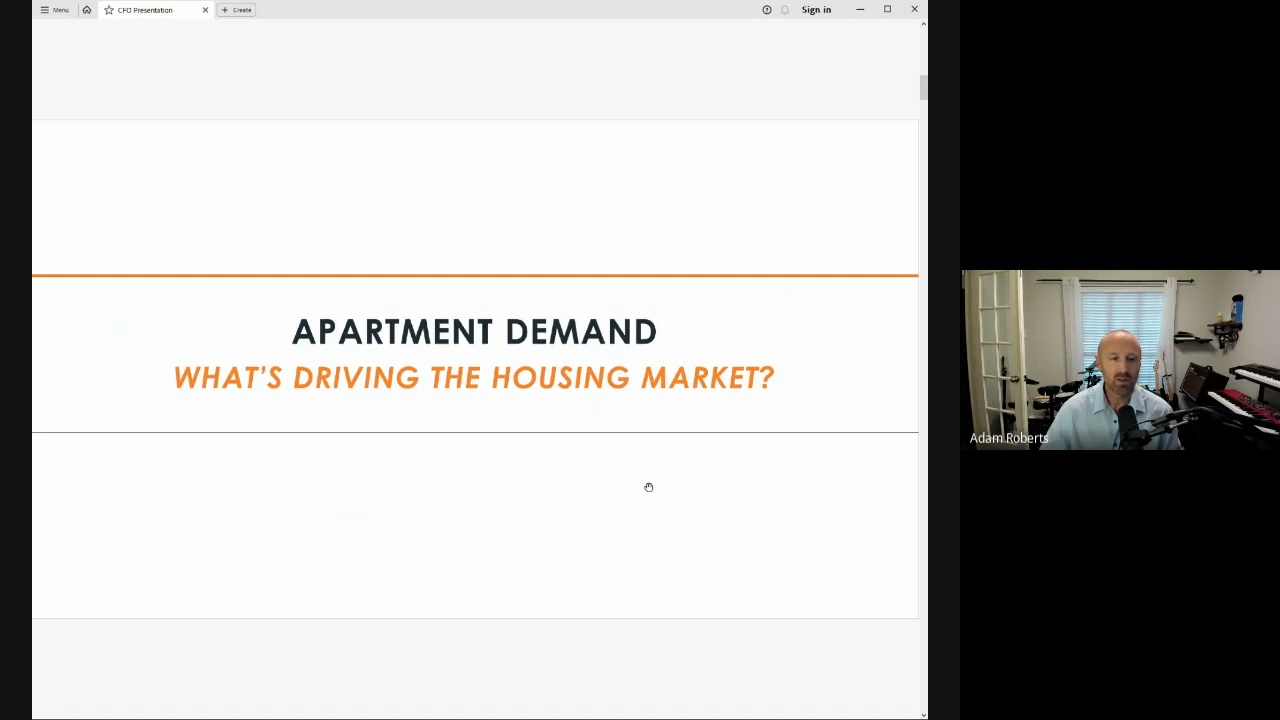 Menu
CFO Presentation
Create
Sign in
APARTMENT DEMAND
WHAT'S DRIVING THE HOUSING MARKET?
Adam Roberts